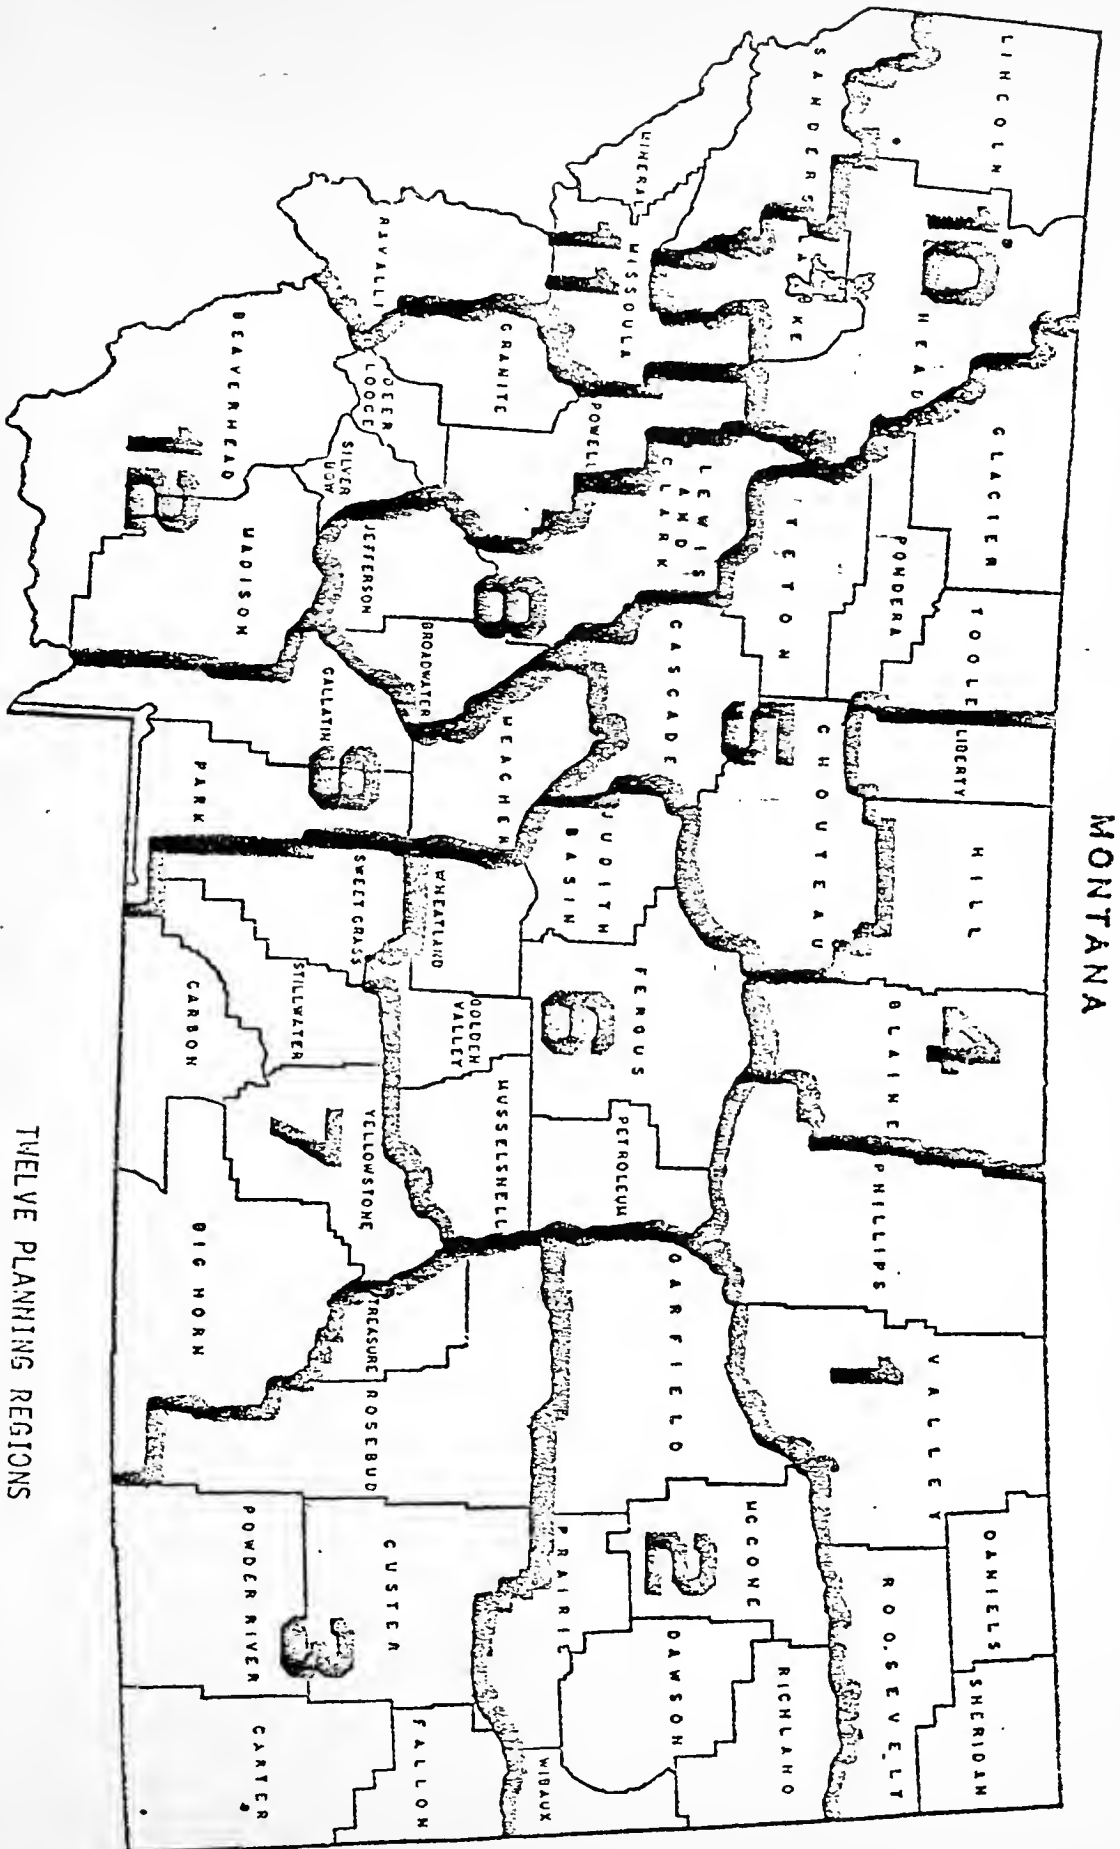 MONTANA
LINCOLN
10
HEAD
GLACIER
TOOLE
LIBERTY
HILL
BLAINE
4
PHILLIPS
VALLEY
1
DANIELS
SHERIDAN
ROOSEVELT
SANDERS
LAKE
PONDERA
TETON
CHOUTEAU
MINERAL
11
MISSOULA
POWELL
LEWIS
AND
CLARK
CASCADE
JUDITH
BASIN
FERGUS
6
PETROLEUM
GARFIELD
MCCONE
2
RICHLAND
DAWSON
PRAIRIE
WIBAUX
RAVALLI
GRANITE
DEER
LODGE
SILVER
BOW
JEFFERSON
8
BROADWATER
MEAGHER
WHEATLAND
GOLDEN
VALLEY
MUSSELSHELL
BEAVERHEAD
12
MADISON
GALLATIN
9
PARK
SWEET GRASS
STILLWATER
CARBON
7
YELLOWSTONE
BIG HORN
TREASURE
ROSEBUD
CUSTER
3
POWDER RIVER
FALLON
CARTER
TWELVE PLANNING REGIONS